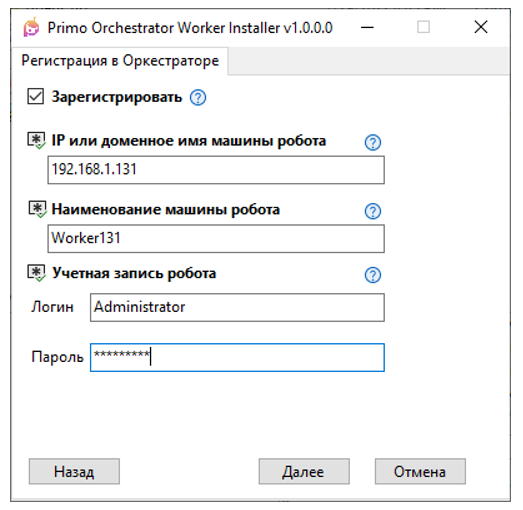 Primo Orchestrator Worker Installer v1.0.0.0
Регистрация в Оркестраторе
Зарегистрировать ?
IP или доменное имя машины робота ?
192.168.1.131
Наименование машины робота ?
Worker131
Учетная запись робота ?
Логин Administrator
Пароль *********
Назад Далее Отмена